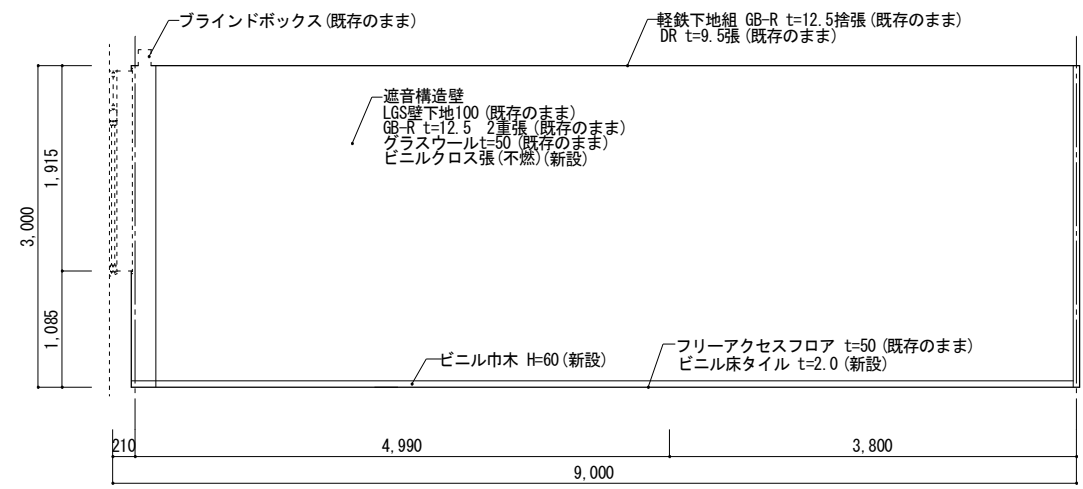 ブラインドボックス(既存のまま)
軽鉄下地組 GB-R t=12.5捨張(既存のまま)
DR t=9.5張(既存のまま)
遮音構造壁
LGS壁下地100(既存のまま)
GB-R t=12.5 2重張(既存のまま)
グラスウールt=50(既存のまま)
ビニルクロス張(不燃)(新設)
1,915
3,000
1,085
ビニル巾木 H=60(新設)
フリーアクセスフロア t=50(既存のまま)
ビニル床タイル t=2.0(新設)
210
4,990
3,800
9,000